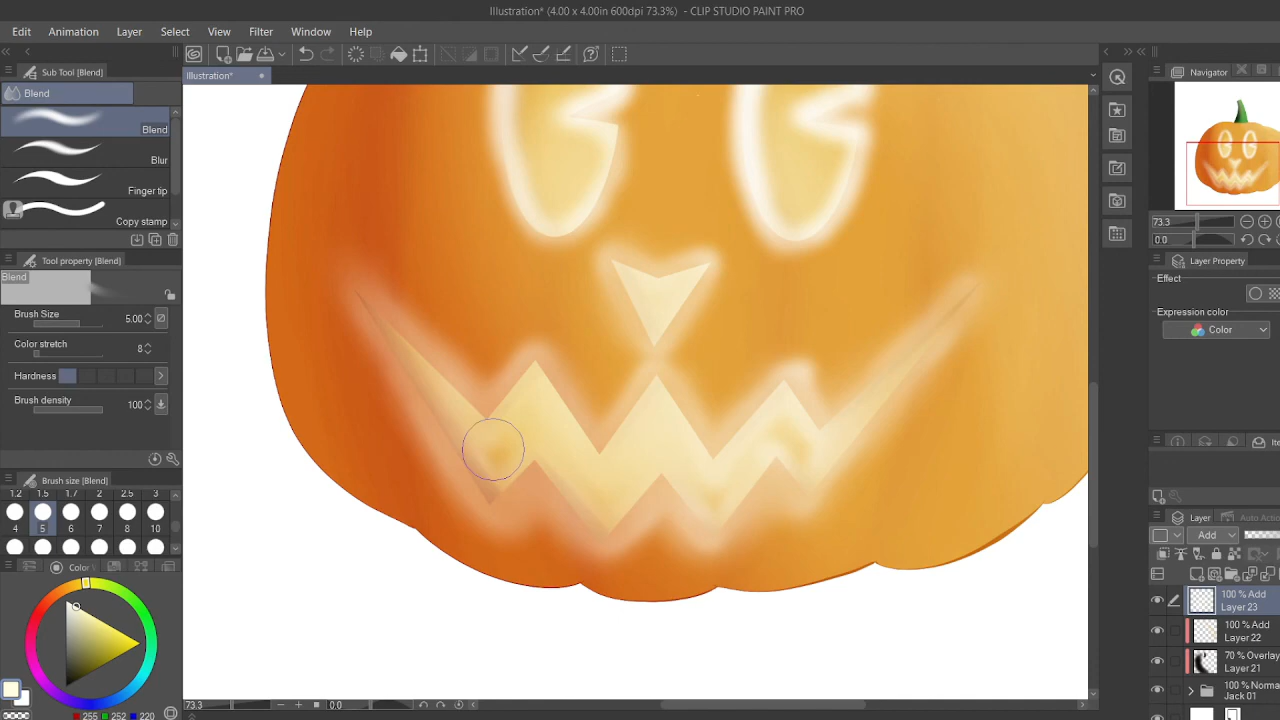 Illustration* (4.00 x 4.00in 600dpi 73.3%) - CLIP STUDIO PAINT PRO
Edit Animation Layer Select View Filter Window Help
Sub Tool [Blend]
Illustration*
Navigator
Blend
Blend
Blur
Finger tip
Copy stamp
73.3
0.0
Tool property [Blend]
Layer Property
Blend
Effect
Brush Size 5.00
Expression color
Color
Color stretch 8
Hardness
Brush density 100
Brush size [Blend]
1.2 1.5 1.7 2 2.5 3
4 5 6 7 8 10
Layer Auto Action
Add
Color
100 % Add
Layer 23
100 % Add
Layer 22
70 % Overlay
Layer 21
100 % Norma
Jack 01
73.3 0.0
255 252 220